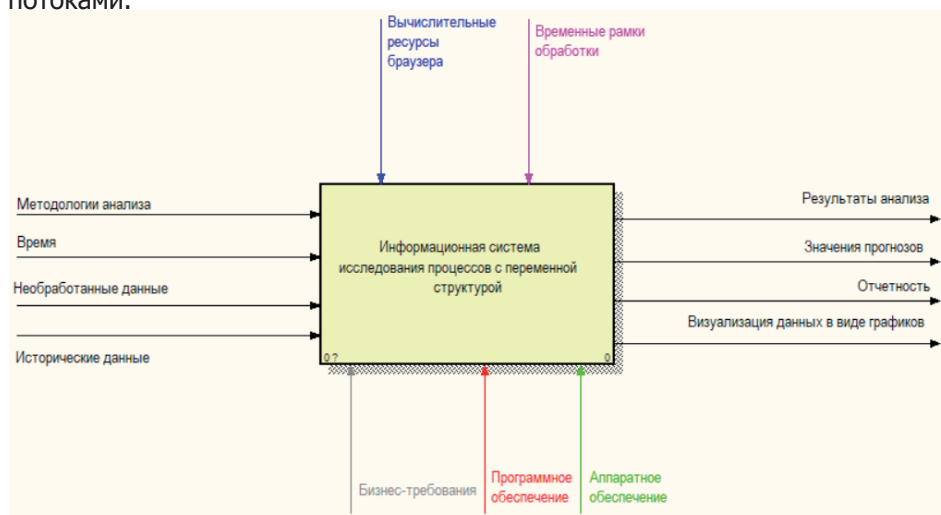 потоками.
Вычислительные
ресурсы
браузера
Временные рамки
обработки
Методологии анализа
Время
Необработанные данные
Исторические данные
Информационная система
исследования процессов с переменной
структурой
0 ?
0
Результаты анализа
Значения прогнозов
Отчетность
Визуализация данных в виде графиков
Бизнес-требования
Программное
обеспечение
Аппаратное
обеспечение